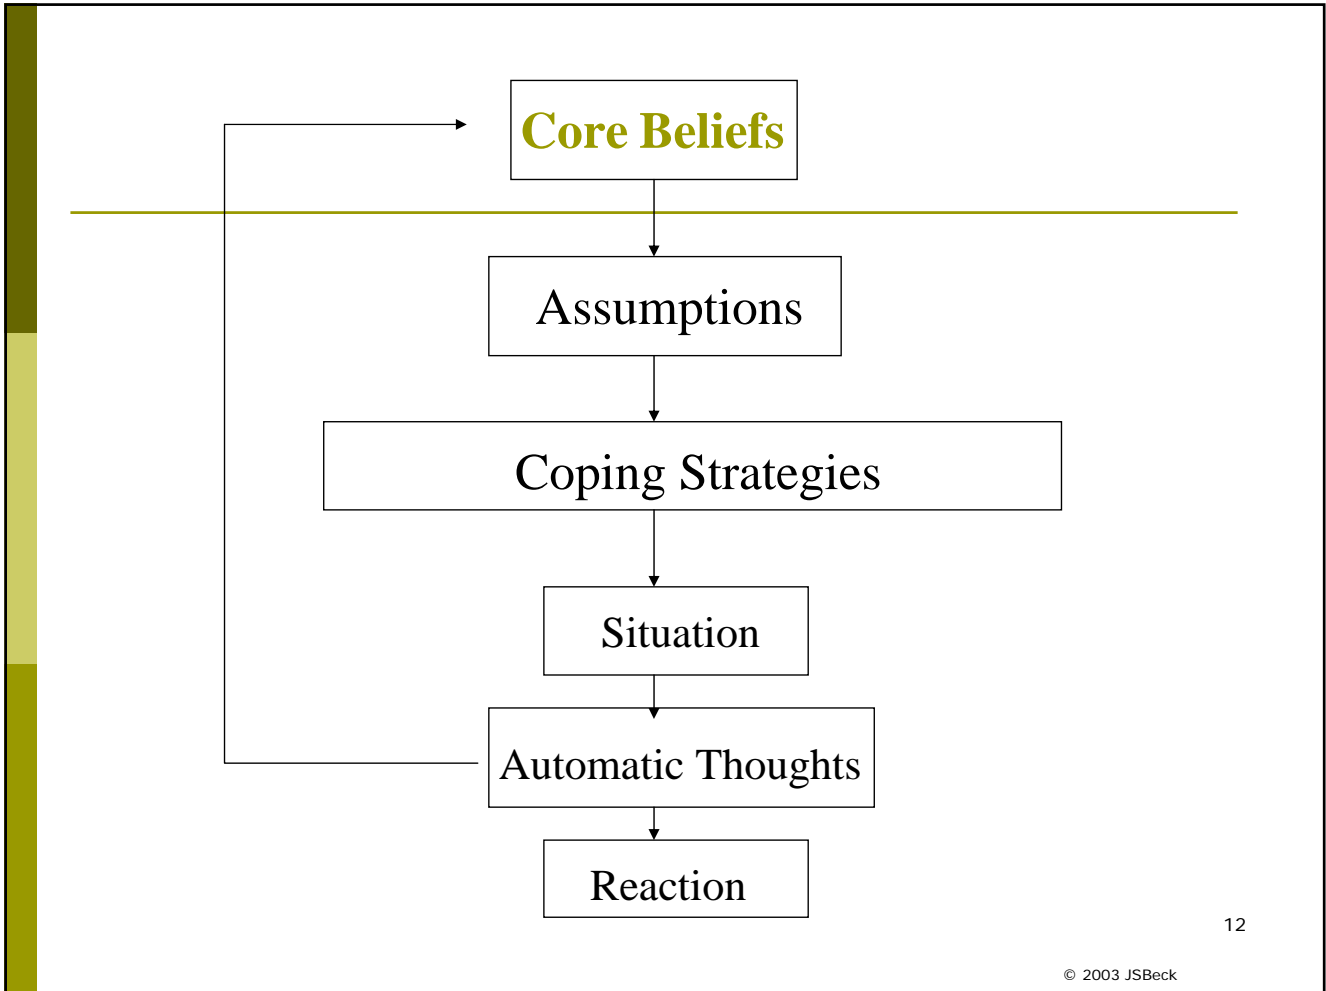 Core Beliefs
Assumptions
Coping Strategies
Situation
Automatic Thoughts
Reaction
12
© 2003 JSBeck